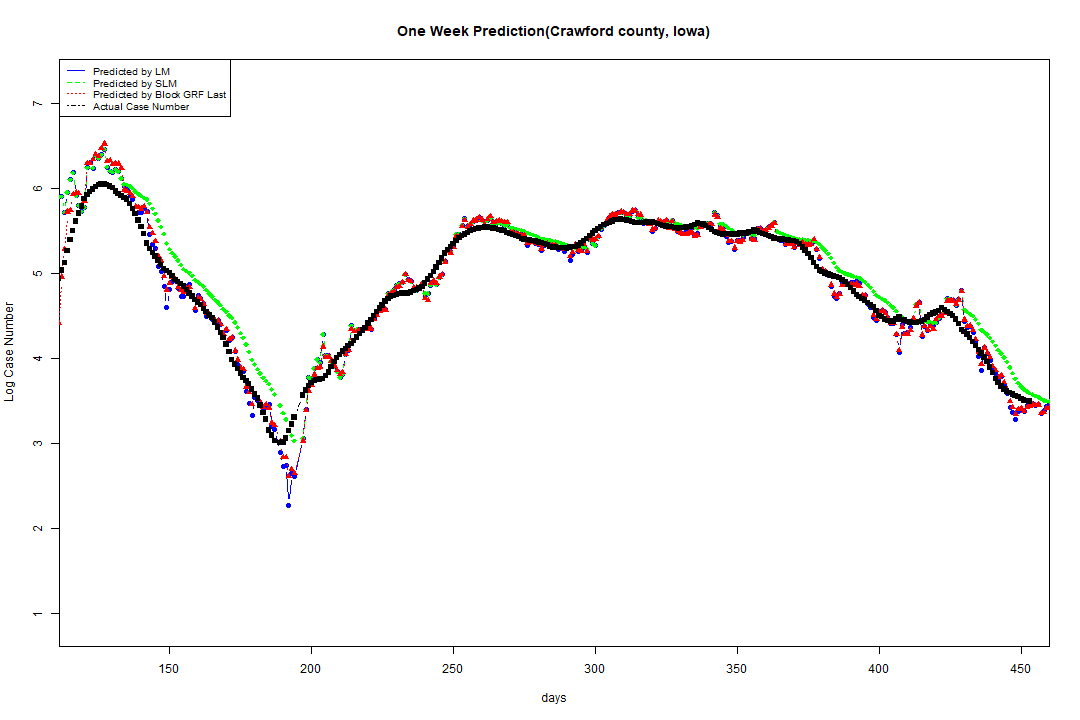 One Week Prediction(Crawford county, Iowa)
Predicted by LM
Predicted by SLM
Predicted by Block GRF Last
Actual Case Number
7
6
5
4
3
2
1
Log Case Number
150 200 250 300 350 400 450
days